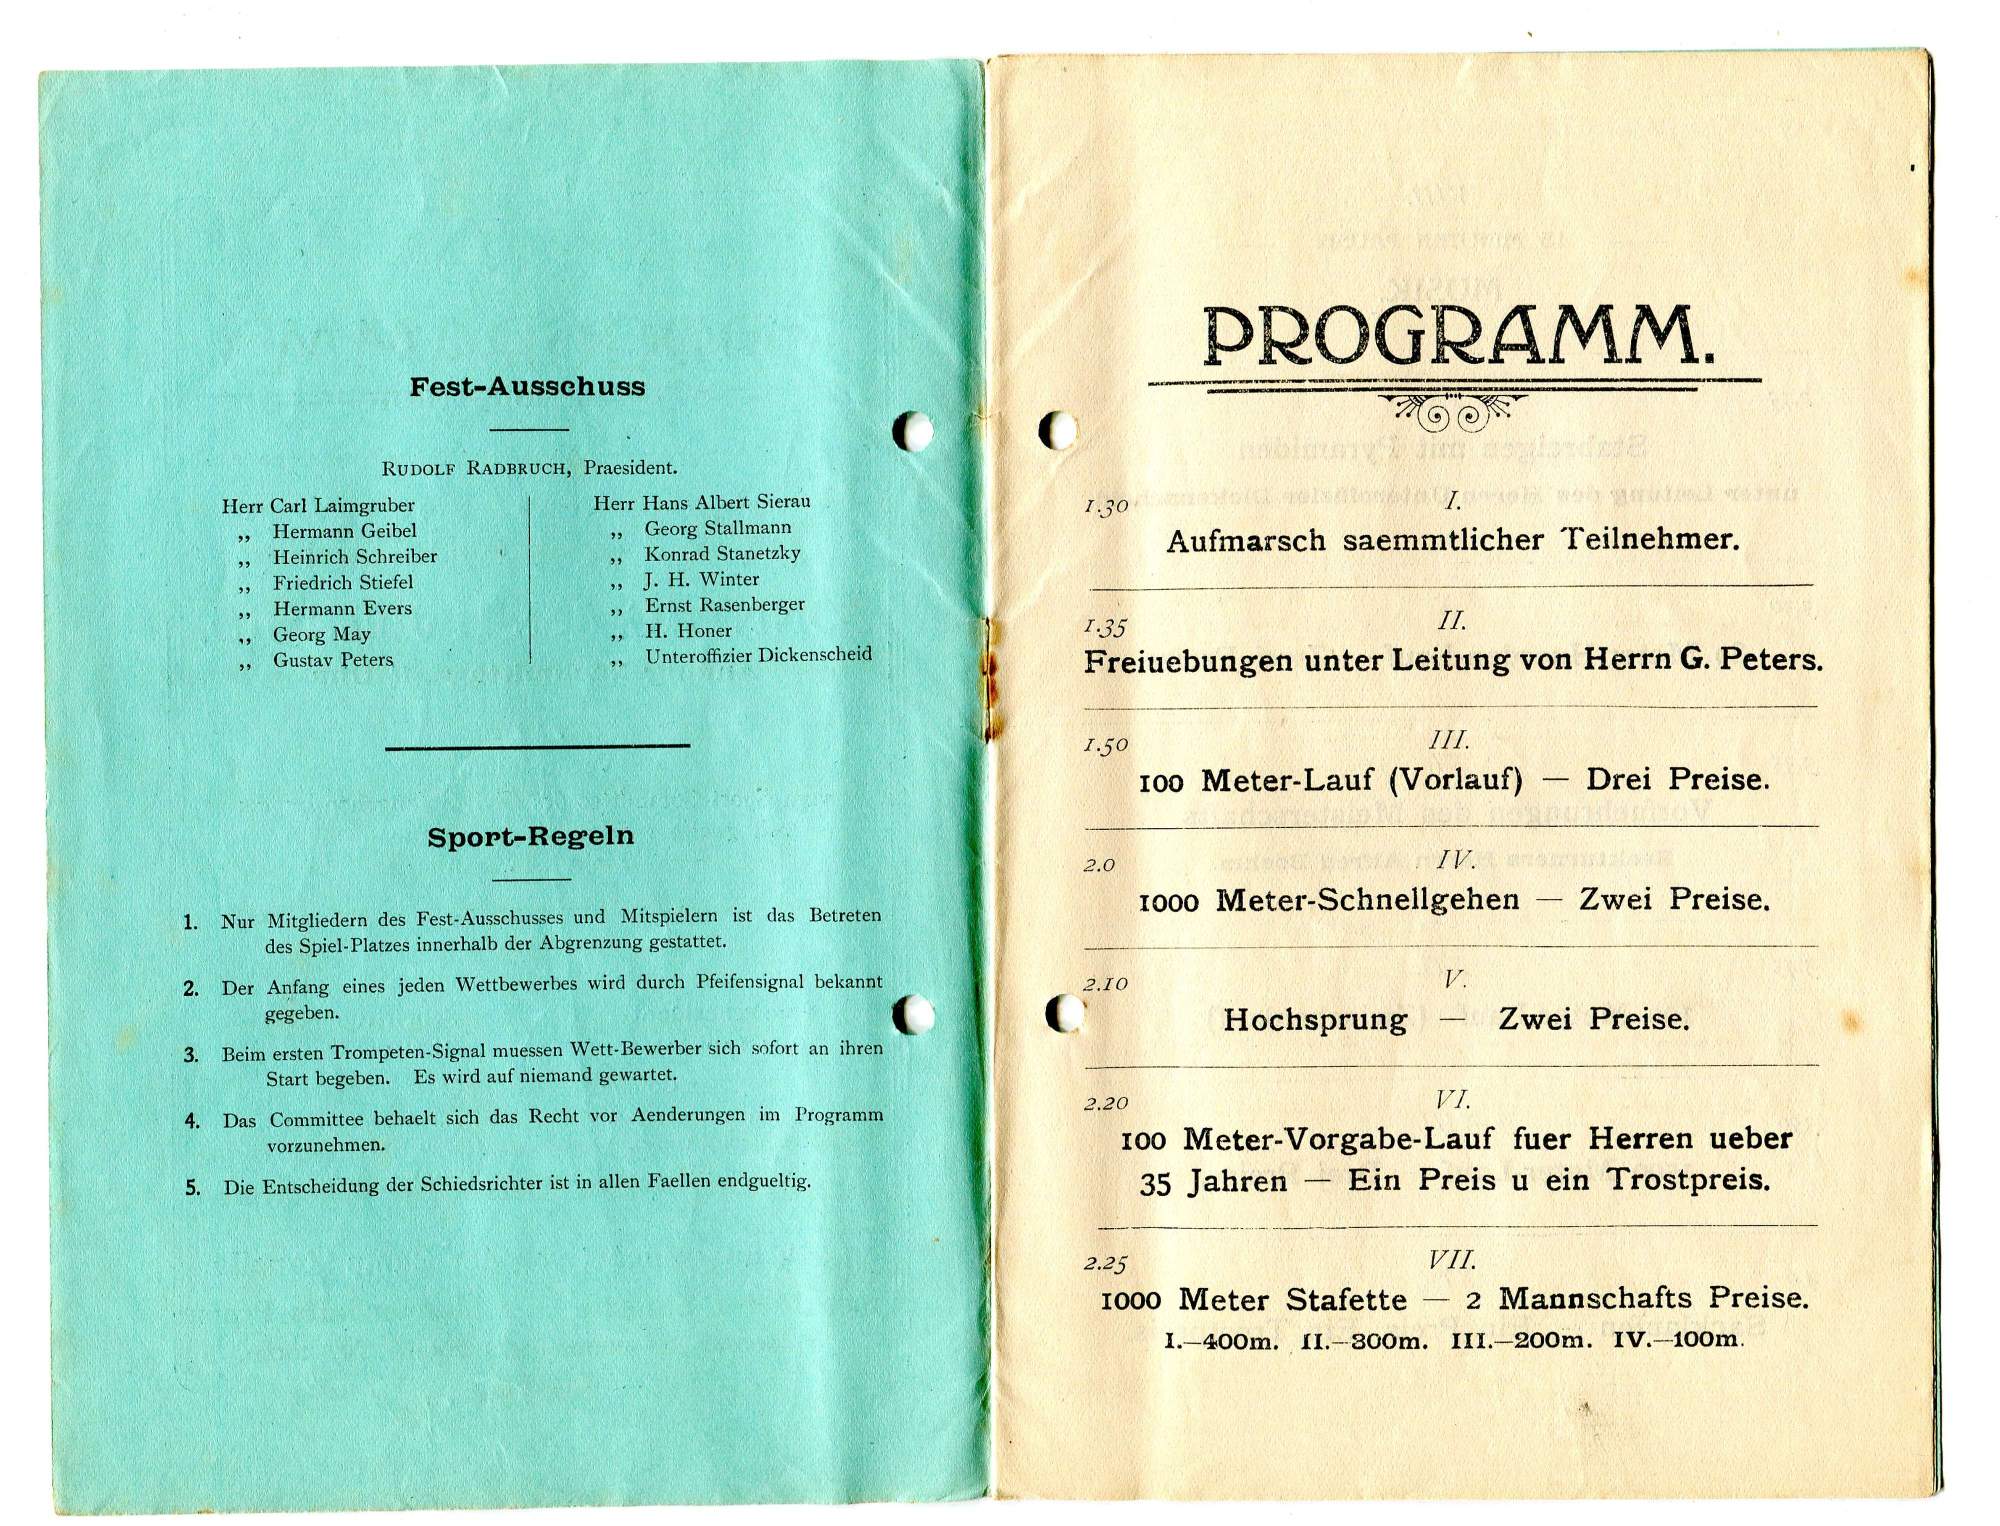 Fest-Ausschuss
RUDOLF RADBRUCH, Praesident.
Herr Carl Laimgruber
„ Hermann Geibel
„ Heinrich Schreiber
„ Friedrich Stiefel
„ Hermann Evers
„ Georg May
„ Gustav Peters
Herr Hans Albert Sierau
„ Georg Stallmann
„ Konrad Stanetzky
„ J. H. Winter
„ Ernst Rasenberger
„ H. Honer
„ Unteroffizier Dickenscheid
Sport-Regeln
1. Nur Mitgliedern des Fest-Ausschusses und Mitspielern ist das Betreten
des Spiel-Platzes innerhalb der Abgrenzung gestattet.
2. Der Anfang eines jeden Wettbewerbes wird durch Pfeifensignal bekannt
gegeben.
3. Beim ersten Trompeten-Signal muessen Wett-Bewerber sich sofort an ihren
Start begeben. Es wird auf niemand gewartet.
4. Das Committee behaelt sich das Recht vor Aenderungen im Programm
vorzunehmen.
5. Die Entscheidung der Schiedsrichter ist in allen Faellen endgueltig.
PROGRAMM.
1.30 I.
Aufmarsch saemmtlicher Teilnehmer.
1.35 II.
Freiuebungen unter Leitung von Herrn G. Peters.
1.50 III.
100 Meter-Lauf (Vorlauf) — Drei Preise.
2.0 IV.
1000 Meter-Schnellgehen — Zwei Preise.
2.10 V.
Hochsprung — Zwei Preise.
2.20 VI.
100 Meter-Vorgabe-Lauf fuer Herren ueber
35 Jahren — Ein Preis u ein Trostpreis.
2.25 VII.
1000 Meter Stafette — 2 Mannschafts Preise.
I.—400m. II.—300m. III.—200m. IV.—100m.